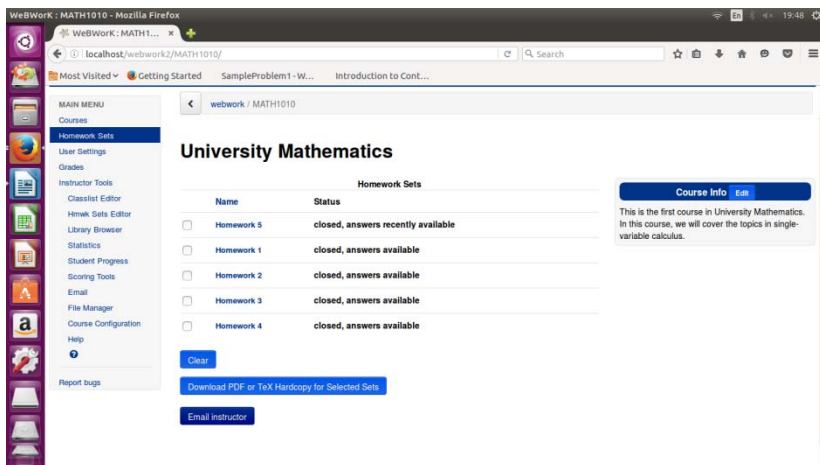 WeBWorK : MATH1010 - Mozilla Firefox
En 19:48
WeBWorK : MATH1... ×
localhost/webwork2/MATH1010/
Search
Most Visited
Getting Started
SampleProblem1 - W...
Introduction to Cont...
MAIN MENU
Courses
Homework Sets
User Settings
Grades
Instructor Tools
Classlist Editor
Hmwk Sets Editor
Library Browser
Statistics
Student Progress
Scoring Tools
Email
File Manager
Course Configuration
Help
?
Report bugs
webwork / MATH1010
University Mathematics
Homework Sets
Name Status
Homework 5 closed, answers recently available
Homework 1 closed, answers available
Homework 2 closed, answers available
Homework 3 closed, answers available
Homework 4 closed, answers available
Clear
Download PDF or TeX Hardcopy for Selected Sets
Email instructor
Course Info Edit
This is the first course in University Mathematics.
In this course, we will cover the topics in single-
variable calculus.